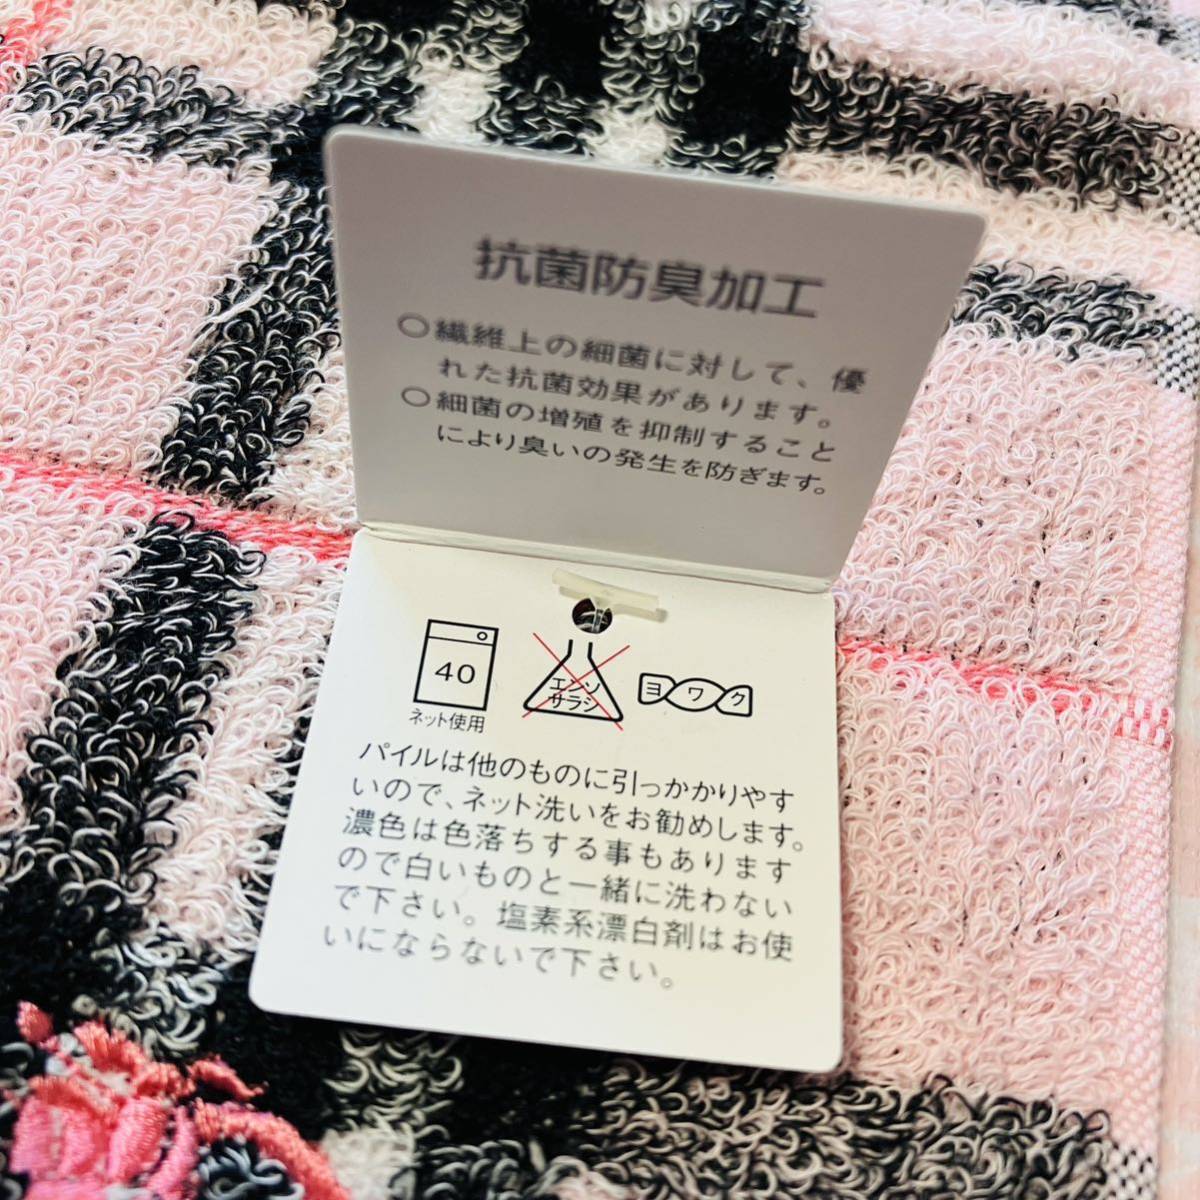 抗菌防臭加工
○繊維上の細菌に対して、優
れた抗菌効果があります。
○細菌の増殖を抑制すること
により臭いの発生を防ぎます。
40
ネット使用
エンソ
サラシ
ヨワク
パイルは他のものに引っかかりやす
いので、ネット洗いをお勧めします。
濃色は色落ちする事もあります
ので白いものと一緒に洗わない
で下さい。塩素系漂白剤はお使
いにならないで下さい。